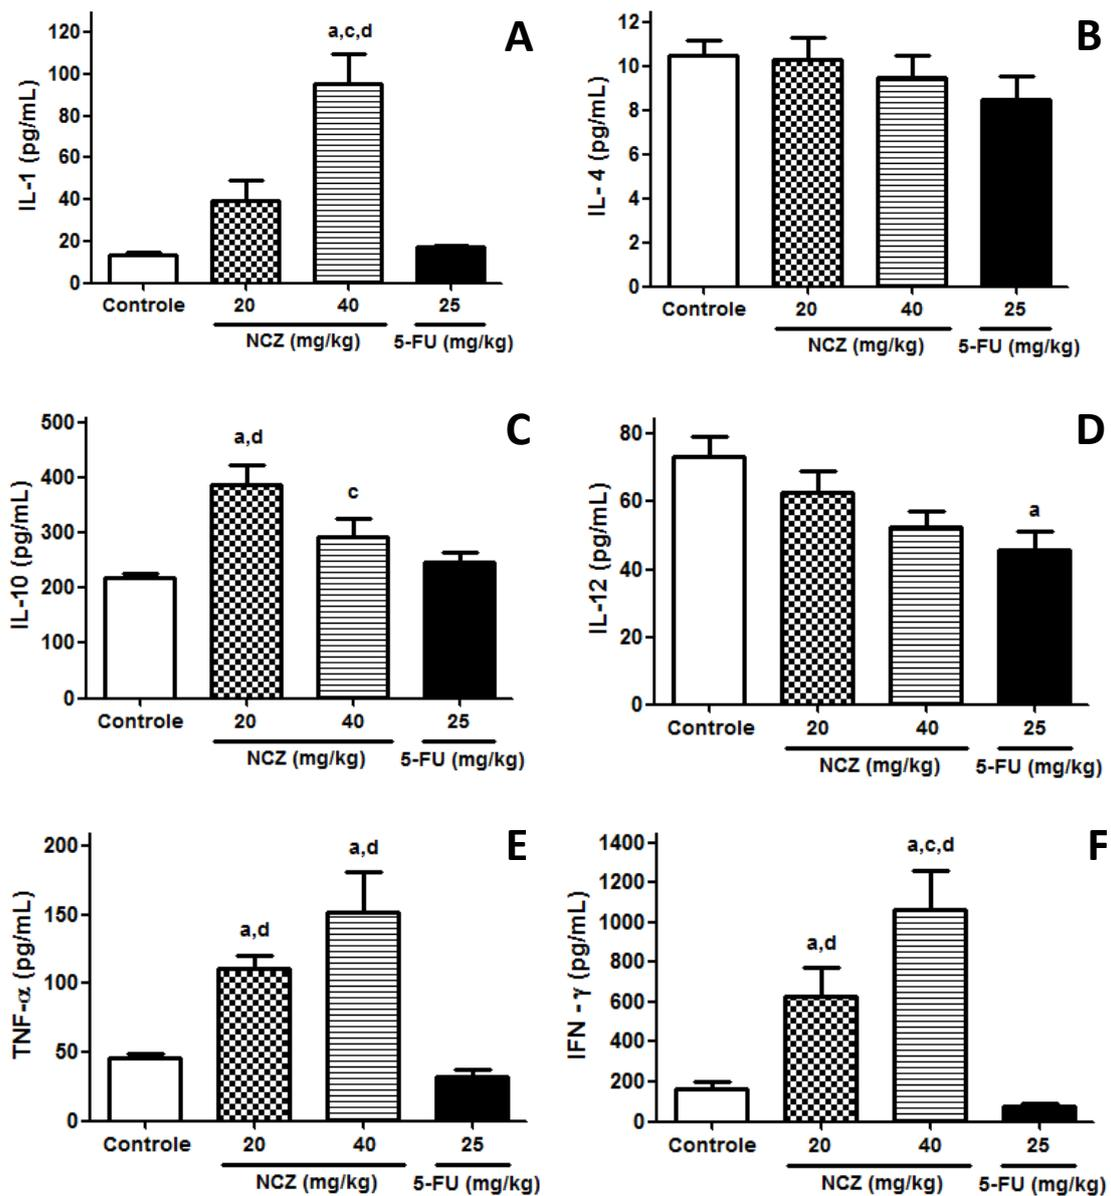 A
IL-1 (pg/mL)
120
100
80
60
40
20
0
a,c,d
Controle 20 40 25
NCZ (mg/kg) 5-FU (mg/kg)
B
IL- 4 (pg/mL)
12
10
8
6
4
2
0
Controle 20 40 25
NCZ (mg/kg) 5-FU (mg/kg)
C
IL-10 (pg/mL)
500
400
300
200
100
0
a,d
c
Controle 20 40 25
NCZ (mg/kg) 5-FU (mg/kg)
D
IL-12 (pg/mL)
80
60
40
20
0
a
Controle 20 40 25
NCZ (mg/kg) 5-FU (mg/kg)
E
TNF-α (pg/mL)
200
150
100
50
0
a,d
a,d
Controle 20 40 25
NCZ (mg/kg) 5-FU (mg/kg)
F
IFN - γ (pg/mL)
1400
1200
1000
800
600
400
200
0
a,d
a,c,d
Controle 20 40 25
NCZ (mg/kg) 5-FU (mg/kg)